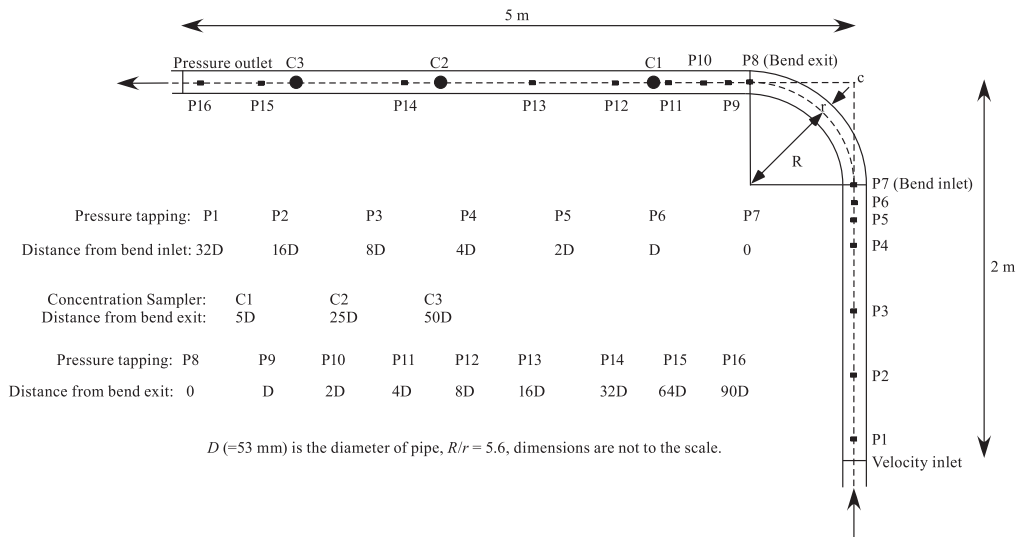 5 m
Pressure outlet C3 C2 C1 P10 P8 (Bend exit)
c
P16 P15 P14 P13 P12 P11 P9
r
R
P7 (Bend inlet)
P6
P5
P4
2 m
P3
P2
P1
Velocity inlet
Pressure tapping: P1 P2 P3 P4 P5 P6 P7
Distance from bend inlet: 32D 16D 8D 4D 2D D 0
Concentration Sampler: C1 C2 C3
Distance from bend exit: 5D 25D 50D
Pressure tapping: P8 P9 P10 P11 P12 P13 P14 P15 P16
Distance from bend exit: 0 D 2D 4D 8D 16D 32D 64D 90D
D (=53 mm) is the diameter of pipe, R/r = 5.6, dimensions are not to the scale.